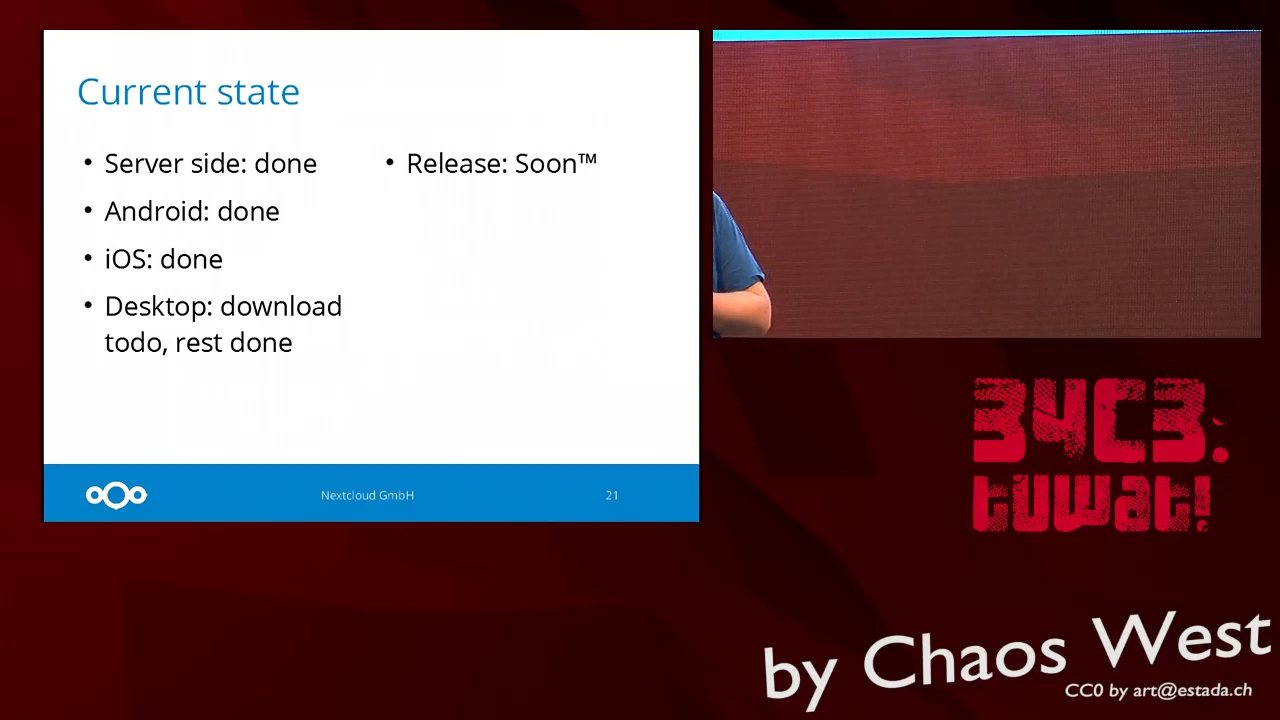 Current state
• Server side: done
• Android: done
• iOS: done
• Desktop: download
todo, rest done
• Release: Soon™
Nextcloud GmbH
21
34C3:
tuwat!
by Chaos West
CC0 by art@estada.ch